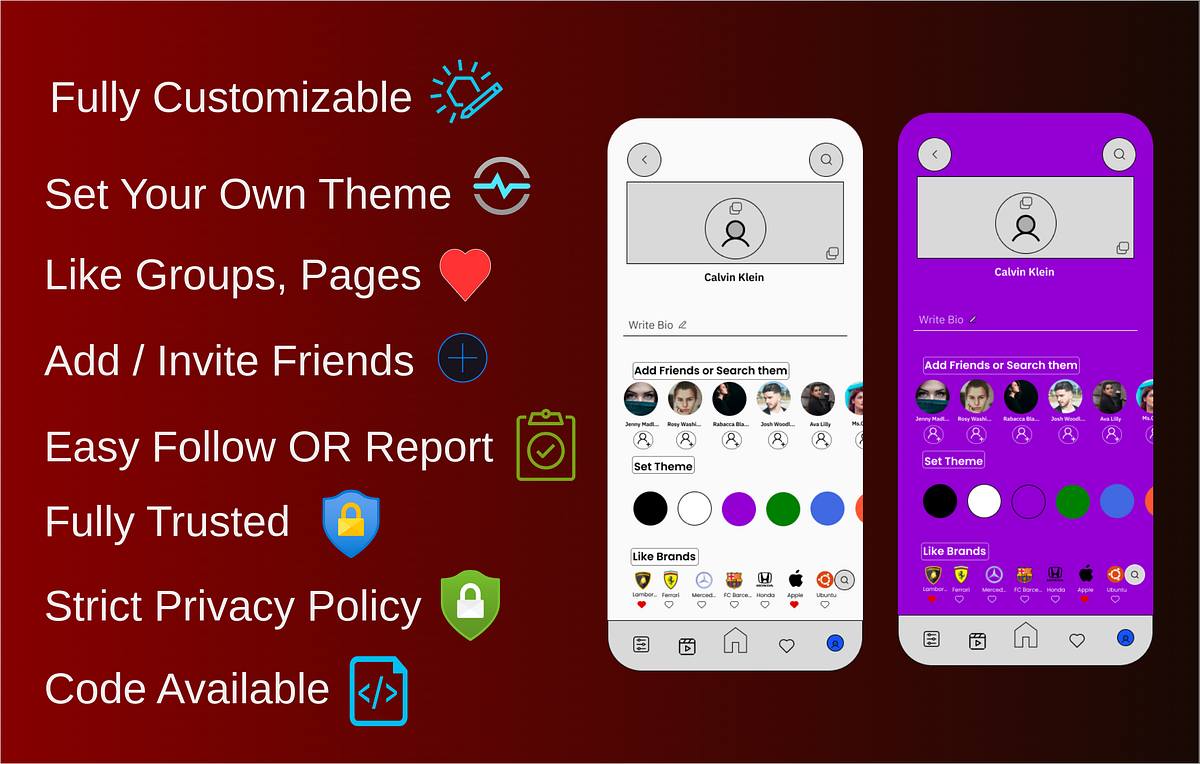 Fully Customizable
Set Your Own Theme
Like Groups, Pages
Add / Invite Friends
Easy Follow OR Report
Fully Trusted
Strict Privacy Policy
Code Available
Calvin Klein
Write Bio
Add Friends or Search them
Jenny Madl... Rosy Washi... Rabacca Bla... Josh Woodl... Ava Lilly Ms.C
Set Theme
Like Brands
Lambor... Ferrari Merced... FC Barce... Honda Apple Ubuntu
Calvin Klein
Write Bio
Add Friends or Search them
Jenny Madl... Rosy Washi... Rabacca Bla... Josh Woodl... Ava Lilly Ms.C
Set Theme
Like Brands
Lambor... Ferrari Merced... FC Barce... Honda Apple Ubuntu